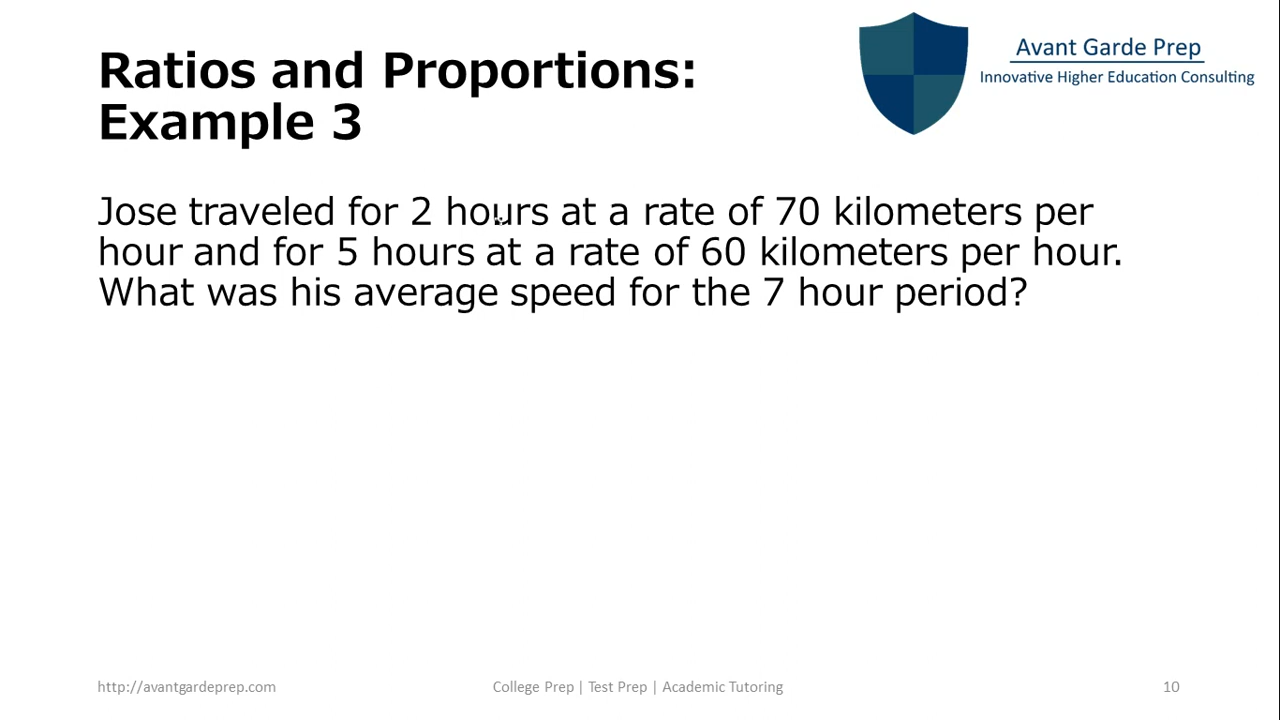 Ratios and Proportions:
Example 3
Avant Garde Prep
Innovative Higher Education Consulting
Jose traveled for 2 hours at a rate of 70 kilometers per
hour and for 5 hours at a rate of 60 kilometers per hour.
What was his average speed for the 7 hour period?
http://avantgardeprep.com
College Prep | Test Prep | Academic Tutoring
10